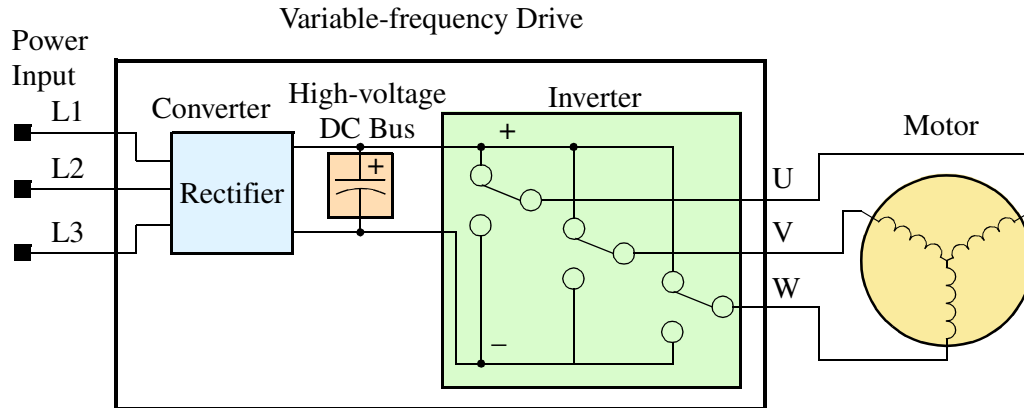 Variable-frequency Drive
Power
Input
L1
L2
L3
Converter
Rectifier
High-voltage
DC Bus
+
Inverter
+
–
U
V
W
Motor